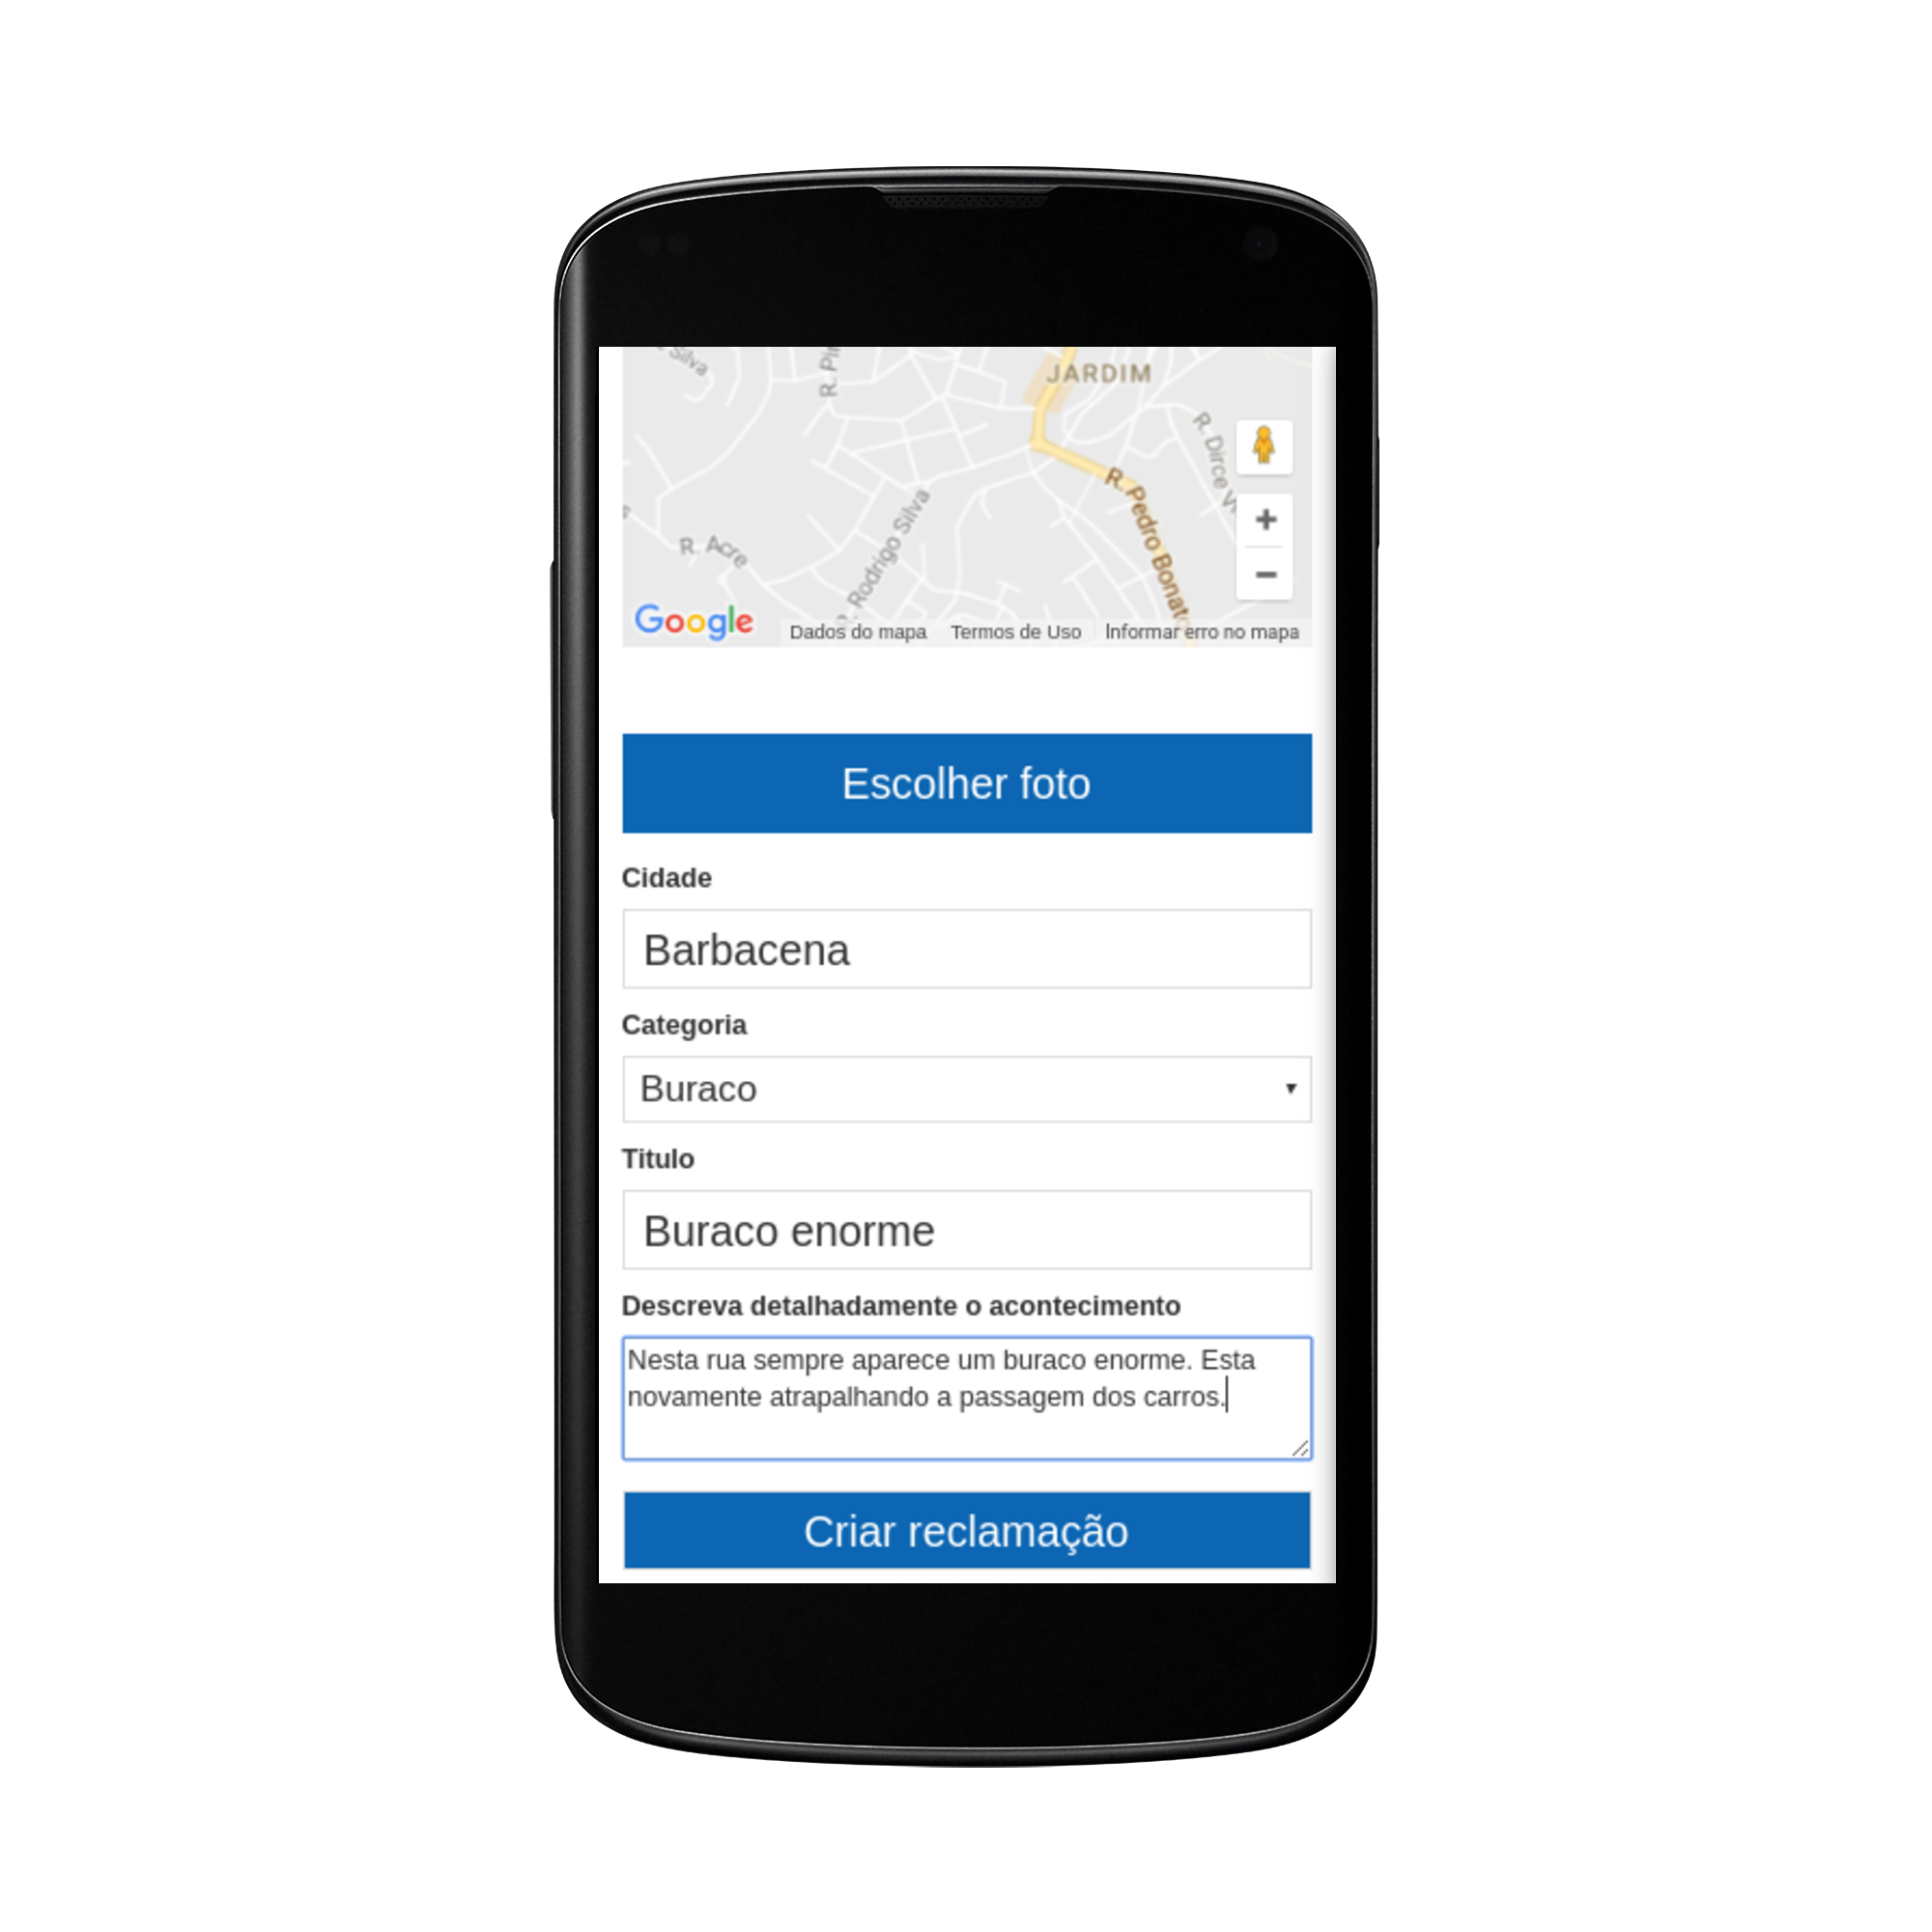 Silva
R. Pi
JARDIM
R. Dirce V
R. Pedro Bonato
R. Rodrigo Silva
R. Acre
Google
Dados do mapa Termos de Uso Informar erro no mapa
Escolher foto
Cidade
Barbacena
Categoria
Buraco
Titulo
Buraco enorme
Descreva detalhadamente o acontecimento
Nesta rua sempre aparece um buraco enorme. Esta
novamente atrapalhando a passagem dos carros.
Criar reclamação